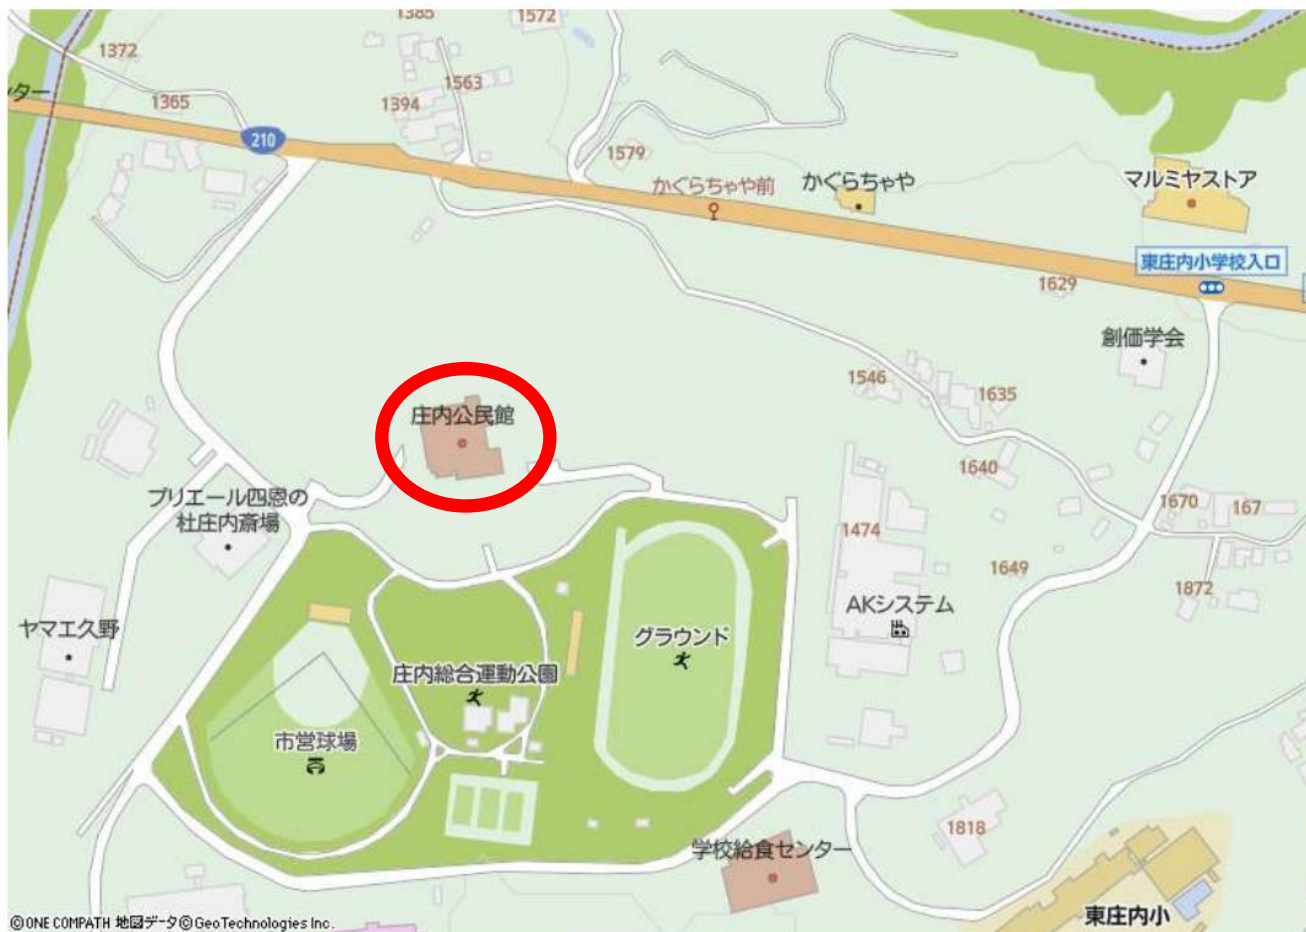 1385
1572
1372
ター
1365
1563
1394
210
1579
かぐらちゃや前
かぐらちゃや
マルミヤストア
東庄内小学校入口
1629
創価学会
1546
1635
庄内公民館
1640
プリエール四恩の
杜庄内斎場
1670
167
1474
1649
1872
AKシステム
ヤマエ久野
グラウンド
庄内総合運動公園
市営球場
1818
学校給食センター
東庄内小
©ONE COMPATH 地図データ©GeoTechnologies Inc.